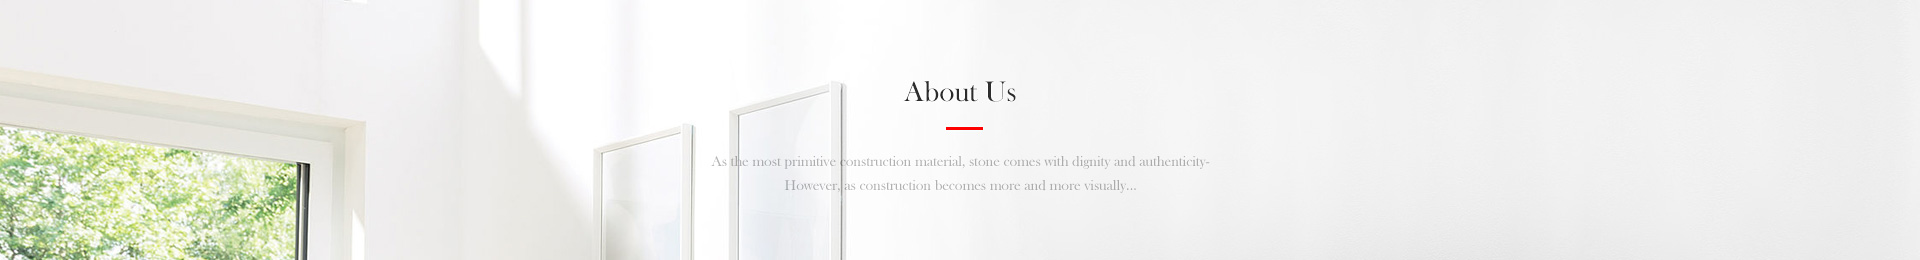 About Us
As the most primitive construction material, stone comes with dignity and authenticity-
However, as construction becomes more and more visually...